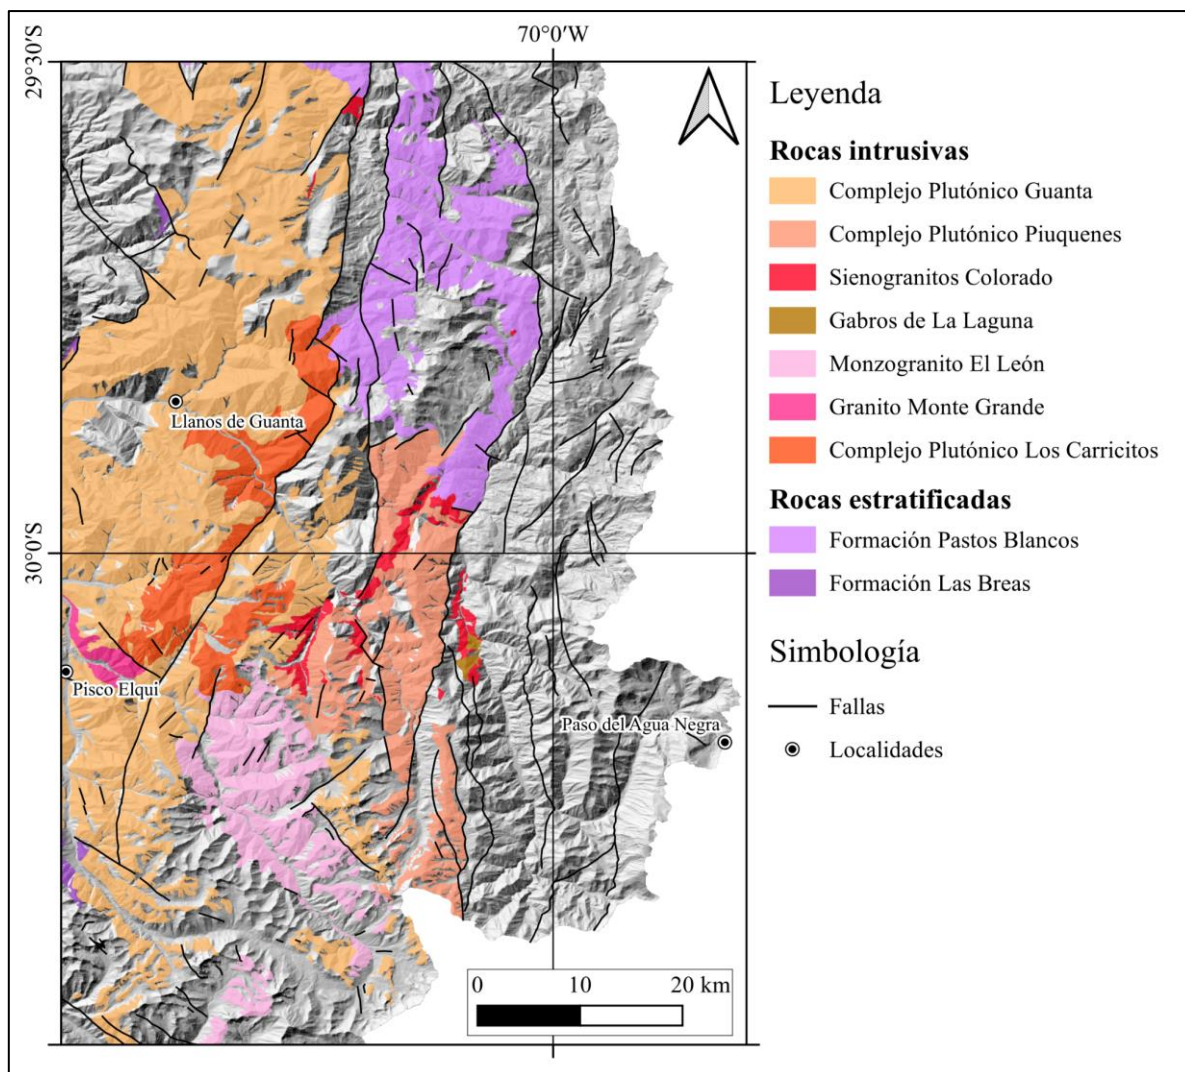 70°0′W
29°30′S
Leyenda
Rocas intrusivas
Complejo Plutónico Guanta
Complejo Plutónico Piuquenes
Sienogranitos Colorado
Gabros de La Laguna
Monzogranito El León
Granito Monte Grande
Complejo Plutónico Los Carricitos
Rocas estratificadas
Formación Pastos Blancos
Formación Las Breas
Simbología
Fallas
Localidades
Llanos de Guanta
30°0′S
Pisco Elqui
Paso del Agua Negra
0 10 20 km